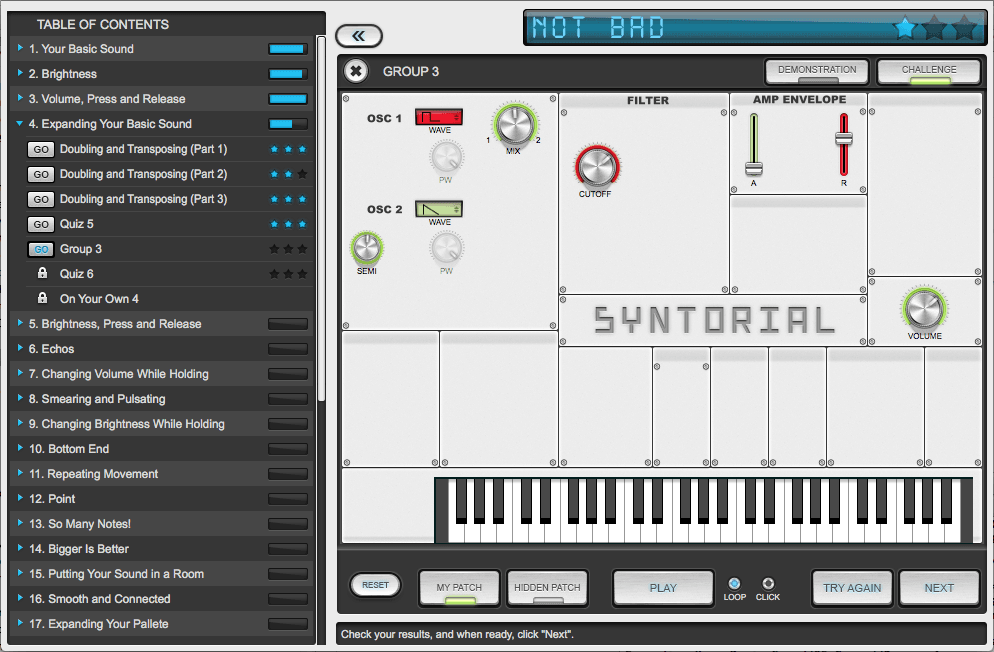 TABLE OF CONTENTS
1. Your Basic Sound
2. Brightness
3. Volume, Press and Release
4. Expanding Your Basic Sound
GO Doubling and Transposing (Part 1)
GO Doubling and Transposing (Part 2)
GO Doubling and Transposing (Part 3)
GO Quiz 5
GO Group 3
Quiz 6
On Your Own 4
5. Brightness, Press and Release
6. Echos
7. Changing Volume While Holding
8. Smearing and Pulsating
9. Changing Brightness While Holding
10. Bottom End
11. Repeating Movement
12. Point
13. So Many Notes!
14. Bigger Is Better
15. Putting Your Sound in a Room
16. Smooth and Connected
17. Expanding Your Pallete
NOT BAD
GROUP 3
DEMONSTRATION
CHALLENGE
OSC 1
WAVE
PW
1 2
MIX
OSC 2
WAVE
SEMI
PW
FILTER
CUTOFF
AMP ENVELOPE
A R
SYNTORIAL
VOLUME
RESET
MY PATCH
HIDDEN PATCH
PLAY
LOOP
CLICK
TRY AGAIN
NEXT
Check your results, and when ready, click "Next".